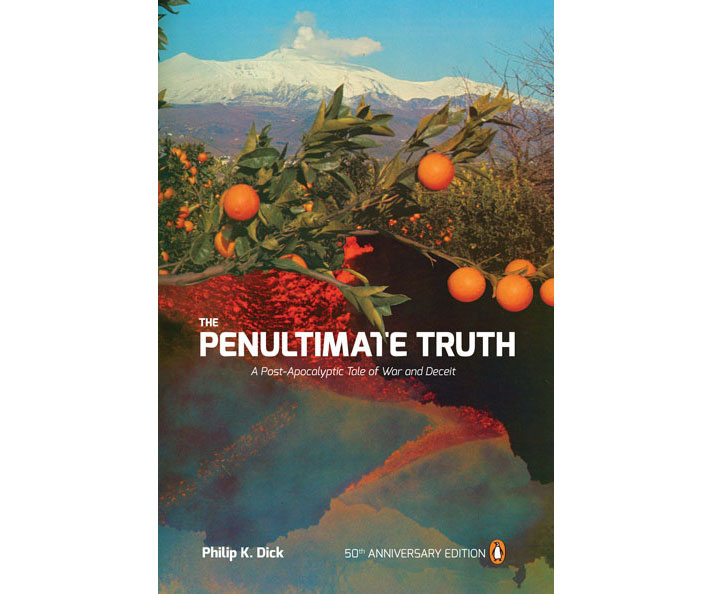 THE
PENULTIMATE TRUTH
A Post-Apocalyptic Tale of War and Deceit
Philip K. Dick
50th ANNIVERSARY EDITION